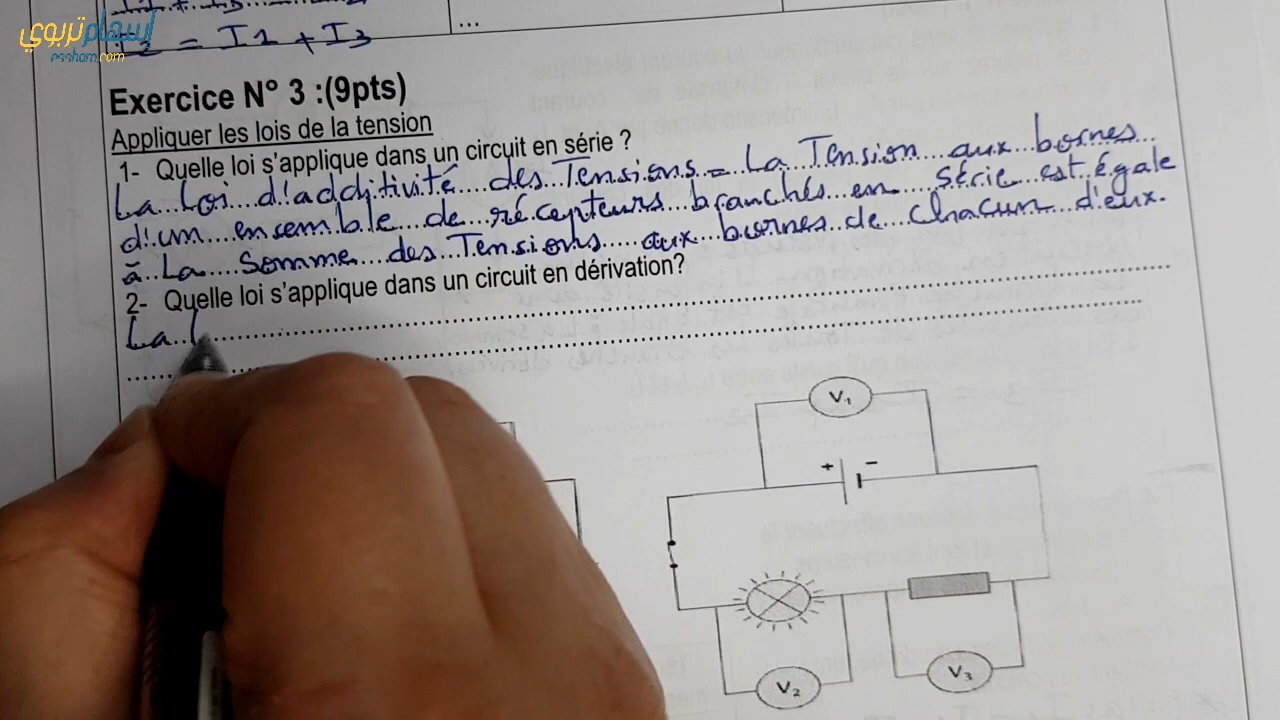 إسهام تربوي
essham.com
I2 = I1 + I3
...
Exercice N° 3 :(9pts)
Appliquer les lois de la tension
1- Quelle loi s'applique dans un circuit en série ?
La Loi d'additivité des Tensions = La Tension aux bornes
d'un ensemble de récepteurs branchés en série est égale
à La Somme des Tensions aux bornes de chacun d'eux.
2- Quelle loi s'applique dans un circuit en dérivation?
La
V1
+ -
V2
V3